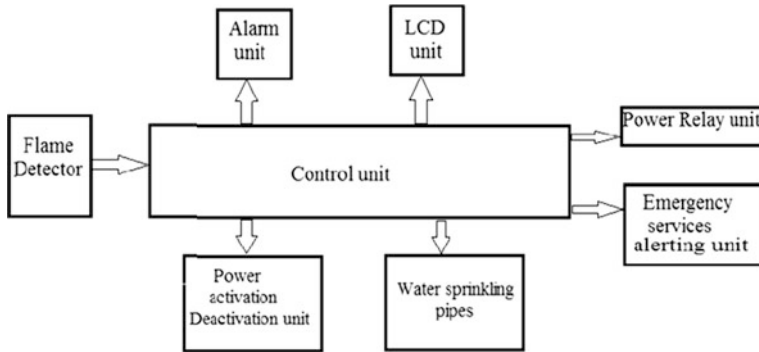 Alarm
unit
LCD
unit
Flame
Detector
Control unit
Power Relay unit
Emergency
services
alerting unit
Power
activation
Deactivation unit
Water sprinkling
pipes